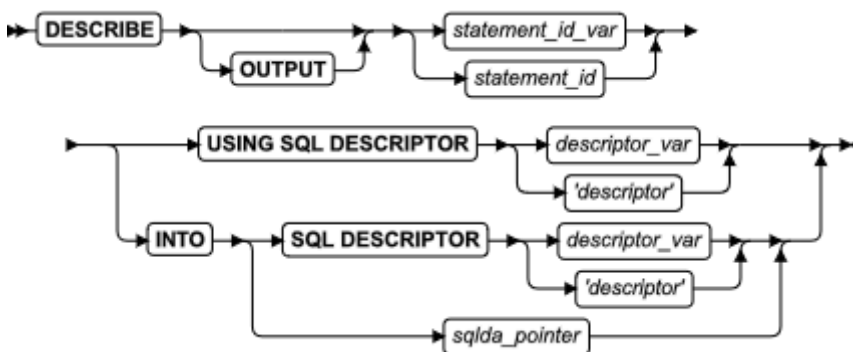 DESCRIBE statement_id_var
OUTPUT statement_id
USING SQL DESCRIPTOR descriptor_var
'descriptor'
INTO SQL DESCRIPTOR descriptor_var
'descriptor'
sqlda_pointer